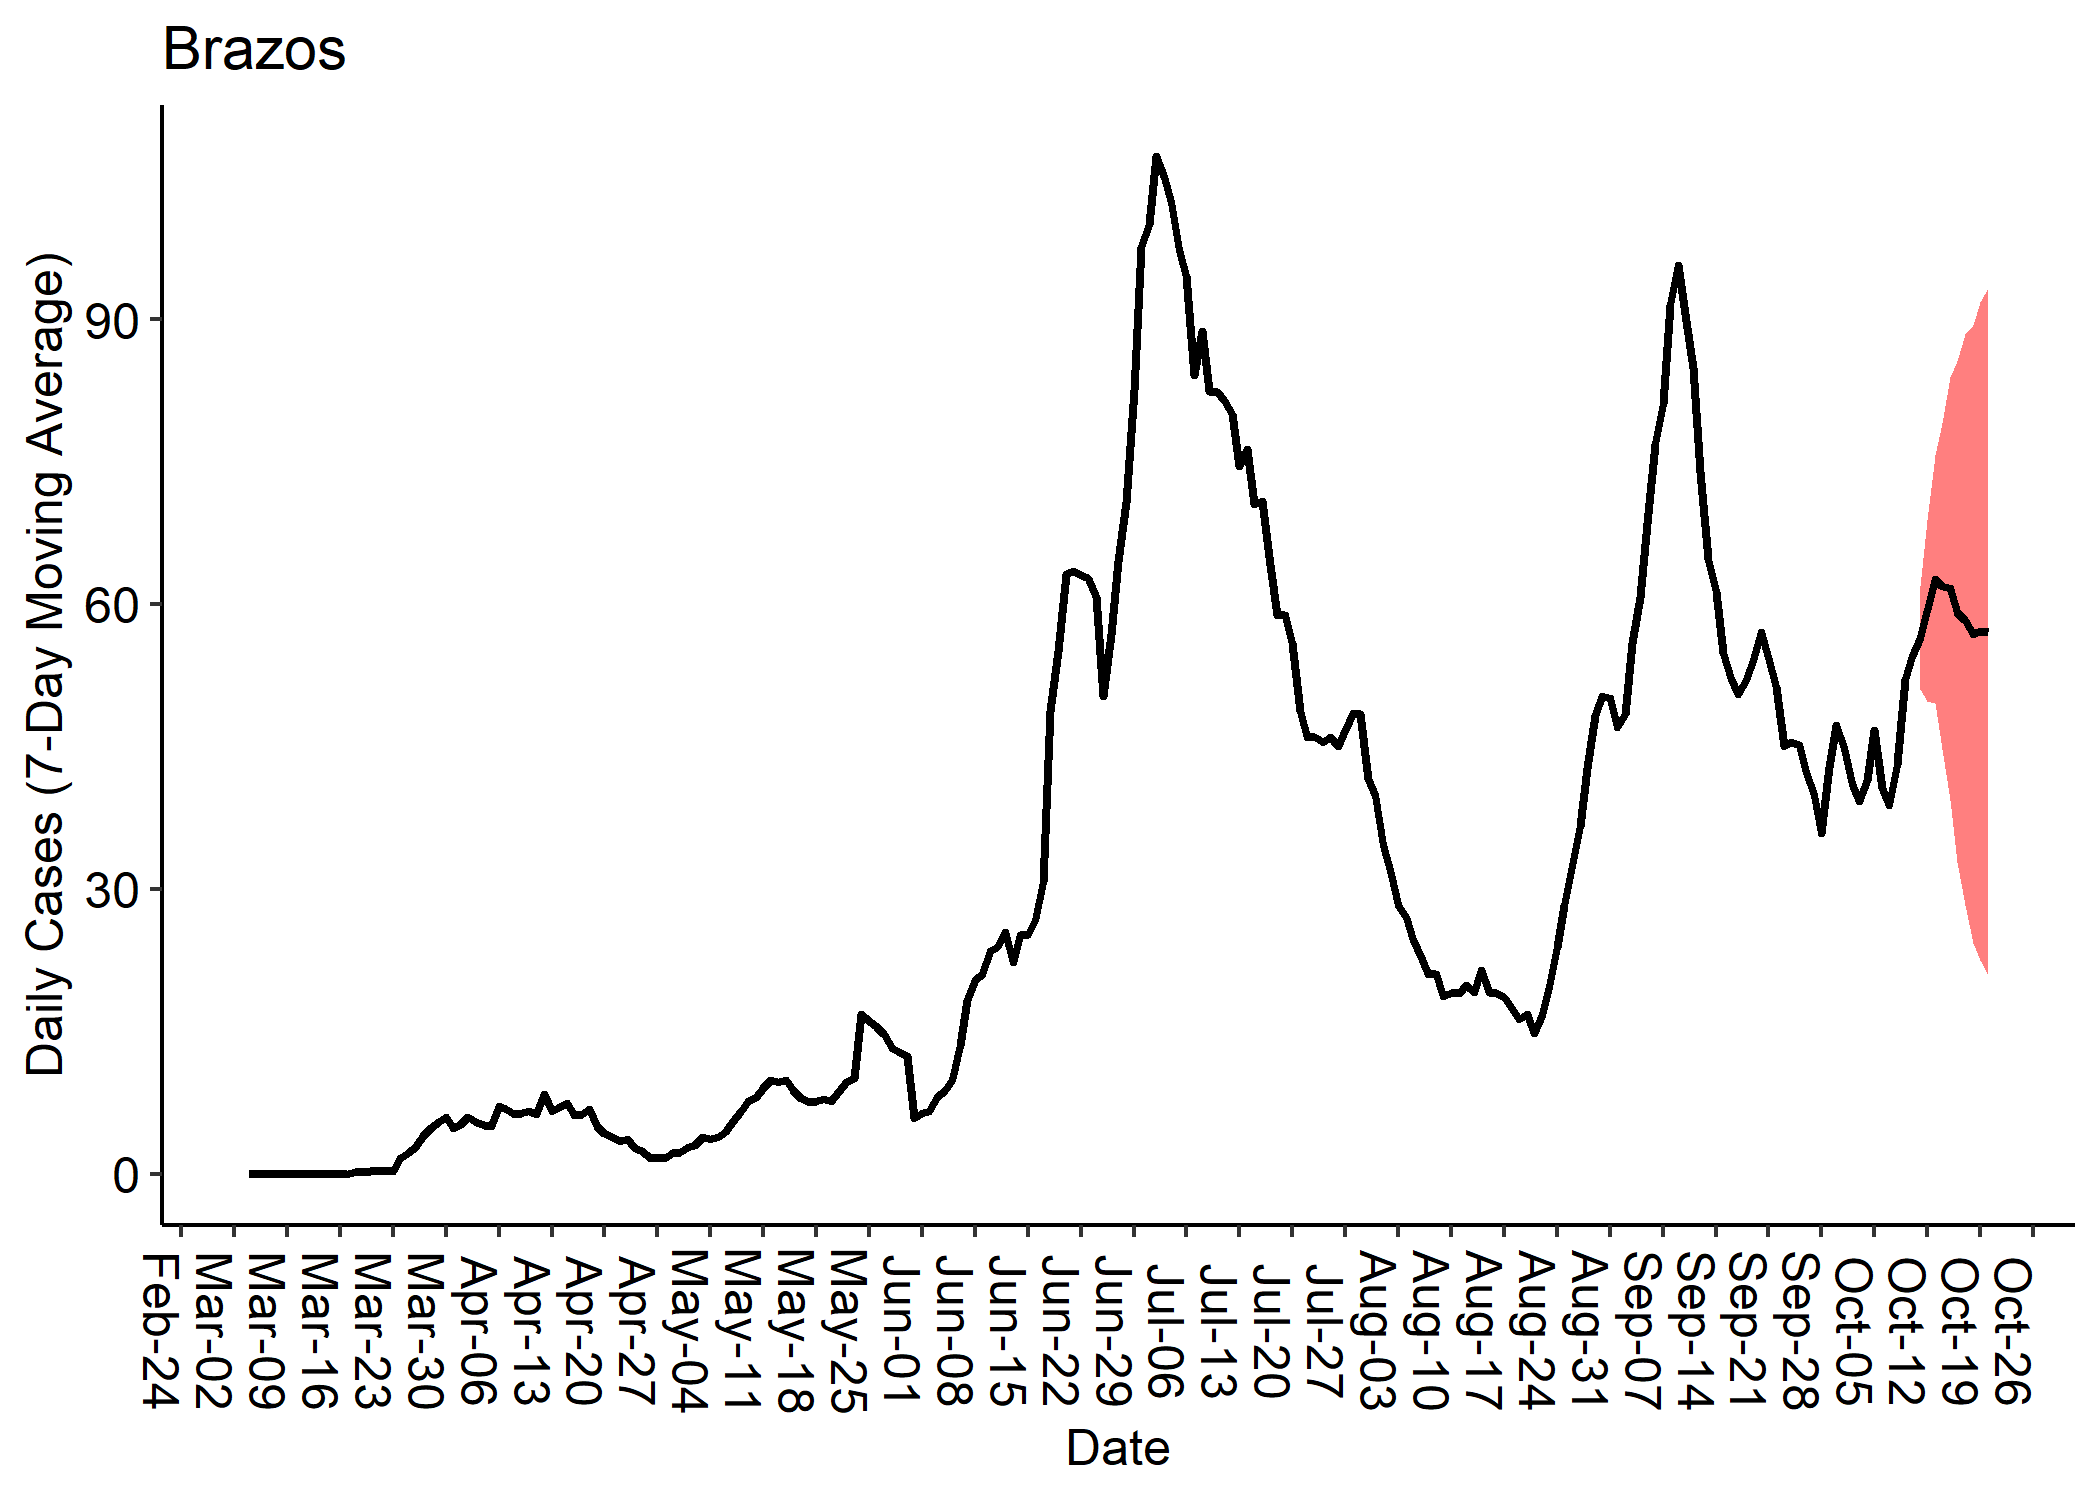 Brazos
Daily Cases (7-Day Moving Average)
90
60
30
0
Feb-24
Mar-02
Mar-09
Mar-16
Mar-23
Mar-30
Apr-06
Apr-13
Apr-20
Apr-27
May-04
May-11
May-18
May-25
Jun-01
Jun-08
Jun-15
Jun-22
Jun-29
Jul-06
Jul-13
Jul-20
Jul-27
Aug-03
Aug-10
Aug-17
Aug-24
Aug-31
Sep-07
Sep-14
Sep-21
Sep-28
Oct-05
Oct-12
Oct-19
Oct-26
Date